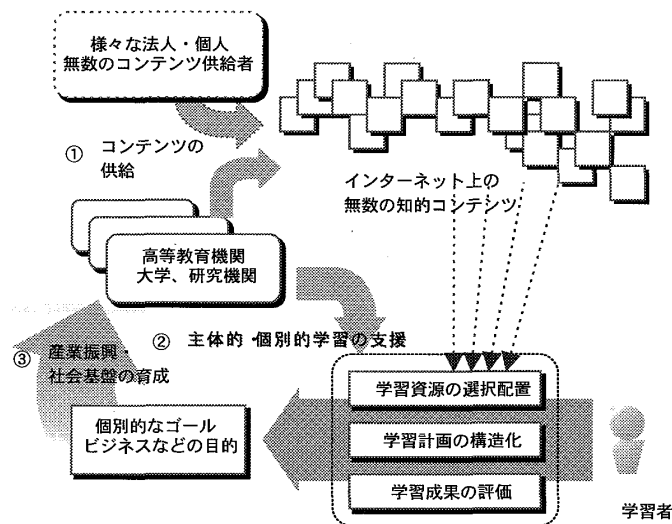 様々な法人・個人
無数のコンテンツ供給者
① コンテンツの
供給
インターネット上の
無数の知的コンテンツ
高等教育機関
大学、研究機関
② 主体的・個別的学習の支援
③ 産業振興・
社会基盤の育成
学習資源の選択配置
個別的なゴール
ビジネスなどの目的
学習計画の構造化
学習成果の評価
学習者